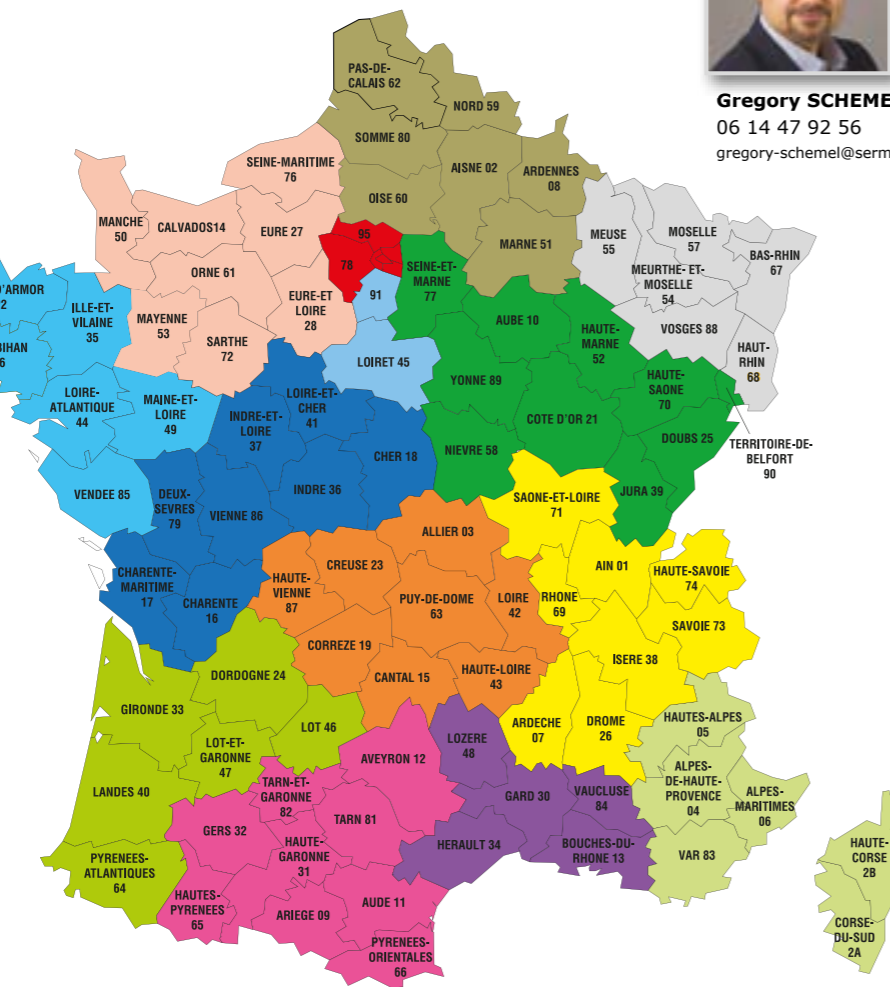 Gregory SCHEME
06 14 47 92 56
gregory-schemel@serm
PAS-DE-
CALAIS 62
NORD 59
SOMME 80
SEINE-MARITIME
76
AISNE 02
ARDENNES
08
OISE 60
MANCHE
50
CALVADOS14
EURE 27
95
78
MARNE 51
MEUSE
55
MOSELLE
57
BAS-RHIN
67
MEURTHE- ET-
MOSELLE
54
ORNE 61
SEINE-ET-
MARNE
77
D'ARMOR
2
ILLE-ET-
VILAINE
35
MAYENNE
53
EURE-ET
LOIRE
28
91
AUBE 10
HAUTE-
MARNE
52
VOSGES 88
HAUT-
RHIN
68
BIHAN
6
SARTHE
72
LOIRET 45
YONNE 89
HAUTE-
SAONE
70
LOIRE-
ATLANTIQUE
44
MAINE-ET-
LOIRE
49
INDRE-ET-
LOIRE
37
LOIRE-ET-
CHER
41
COTE D'OR 21
DOUBS 25
TERRITOIRE-DE-
BELFORT
90
CHER 18
NIEVRE 58
VENDEE 85
DEUX-
SEVRES
79
VIENNE 86
INDRE 36
SAONE-ET-LOIRE
71
JURA 39
ALLIER 03
CHARENTE-
MARITIME
17
CHARENTE
16
HAUTE-
VIENNE
87
CREUSE 23
PUY-DE-DOME
63
LOIRE
42
RHONE
69
AIN 01
HAUTE-SAVOIE
74
SAVOIE 73
CORREZE 19
ISERE 38
DORDOGNE 24
CANTAL 15
HAUTE-LOIRE
43
GIRONDE 33
LOT 46
ARDECHE
07
DROME
26
HAUTES-ALPES
05
LOT-ET-
GARONNE
47
AVEYRON 12
LOZERE
48
LANDES 40
TARN-ET-
GARONNE
82
GARD 30
VAUCLUSE
84
ALPES-
DE-HAUTE-
PROVENCE
04
ALPES-
MARITIMES
06
GERS 32
TARN 81
HAUTE-
GARONNE
31
HERAULT 34
BOUCHES-DU-
RHONE 13
VAR 83
PYRENEES-
ATLANTIQUES
64
HAUTES-
PYRENEES
65
ARIEGE 09
AUDE 11
PYRENEES-
ORIENTALES
66
HAUTE-
CORSE
2B
CORSE-
DU-SUD
2A